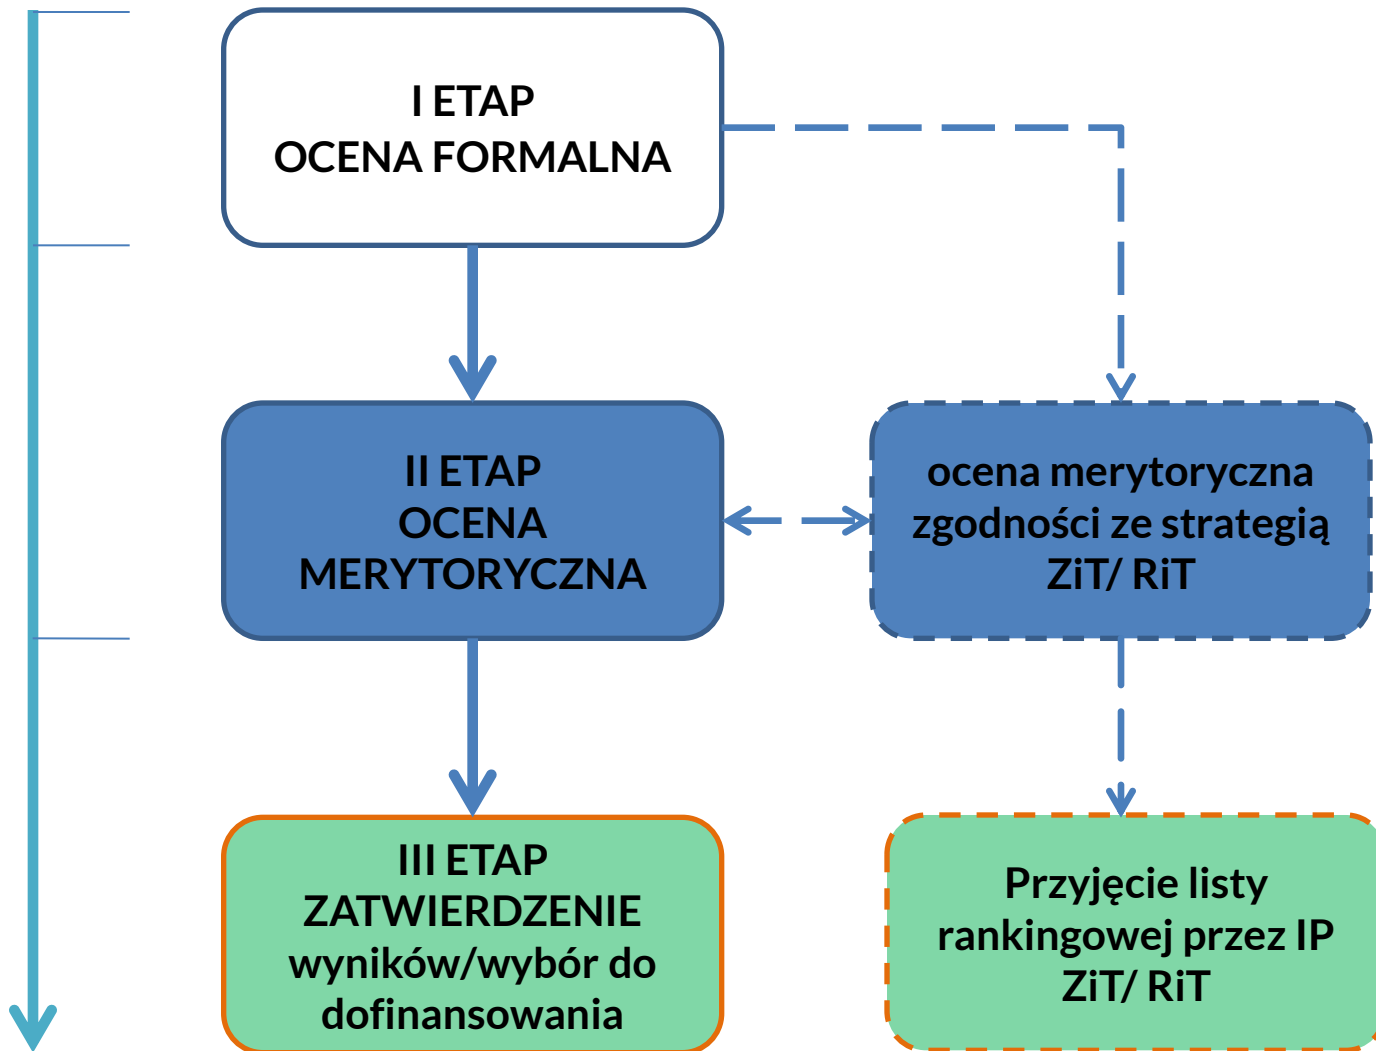 I ETAP
OCENA FORMALNA
II ETAP
OCENA
MERYTORYCZNA
ocena merytoryczna
zgodności ze strategią
ZiT/ RiT
III ETAP
ZATWIERDZENIE
wyników/wybór do
dofinansowania
Przyjęcie listy
rankingowej przez IP
ZiT/ RiT